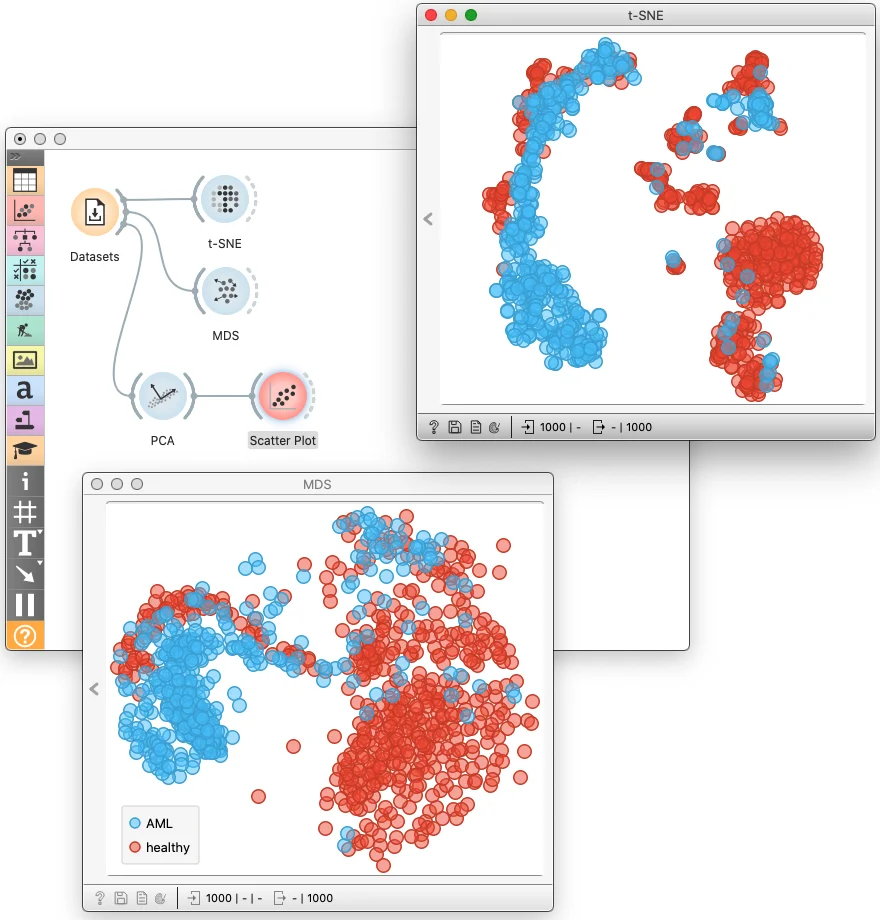 t-SNE
Datasets
t-SNE
MDS
PCA
Scatter Plot
a
i
T
?
? 1000 | - - | 1000
MDS
AML
healthy
? 1000 | - | - - | 1000